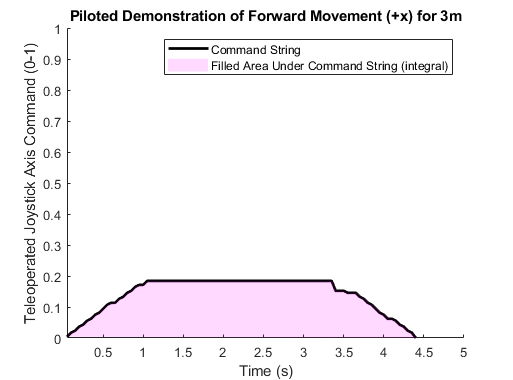 Piloted Demonstration of Forward Movement (+x) for 3m
Command String
Filled Area Under Command String (integral)
Teleoperated Joystick Axis Command (0-1)
1
0.9
0.8
0.7
0.6
0.5
0.4
0.3
0.2
0.1
0
0.5 1 1.5 2 2.5 3 3.5 4 4.5 5
Time (s)